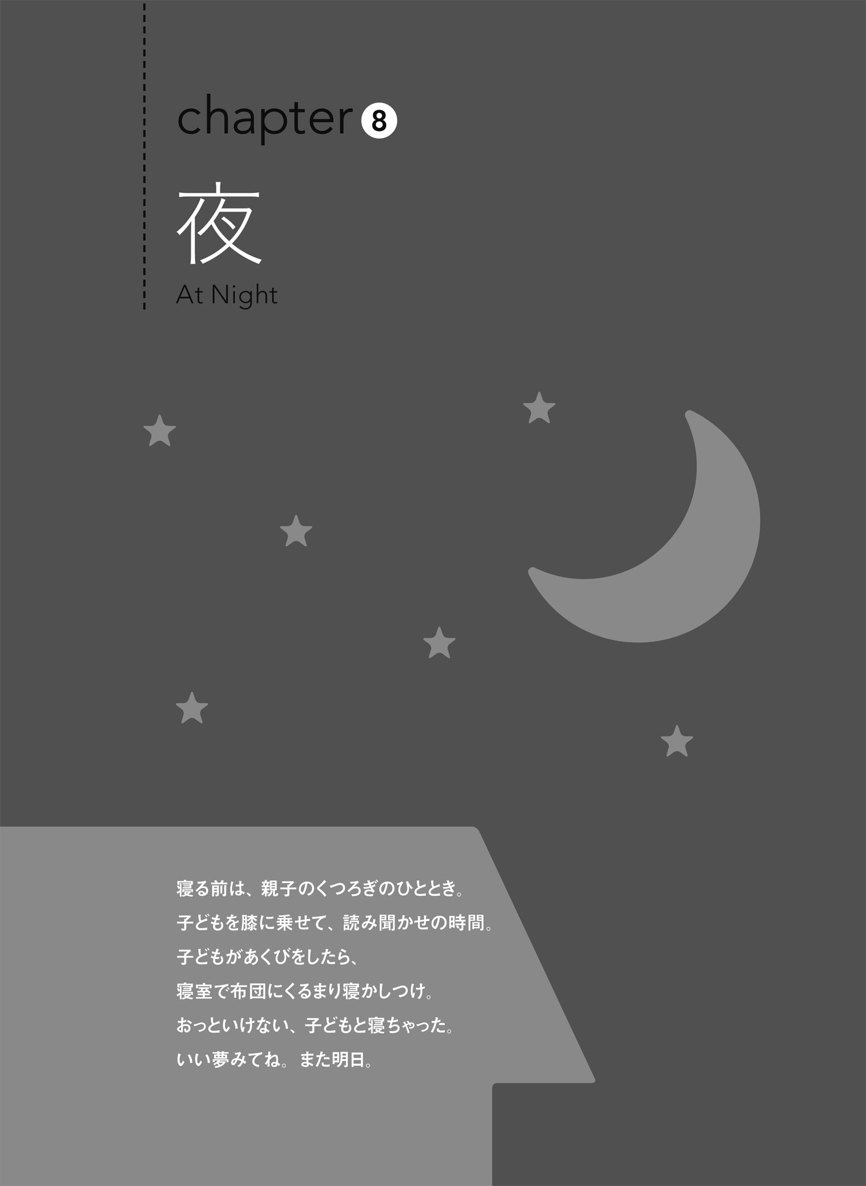 chapter 8
夜
At Night
寝る前は、親子のくつろぎのひととき。
子どもを膝に乗せて、読み聞かせの時間。
子どもがあくびをしたら、
寝室で布団にくるまり寝かしつけ。
おっといけない、子どもと寝ちゃった。
いい夢みてね。また明日。